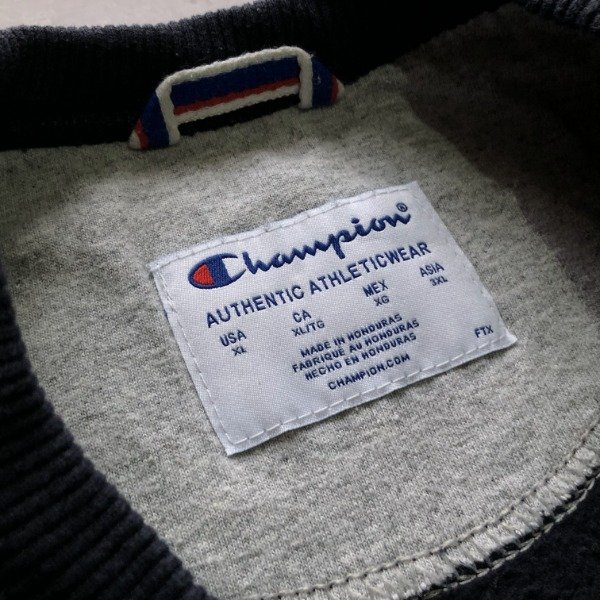 Champion®
AUTHENTIC ATHLETICWEAR
USA CA MEX ASIA
XL XL/TG XG 3XL
MADE IN HONDURAS
FABRIQUÉ AU HONDURAS
HECHO EN HONDURAS
CHAMPION.COM
FTX